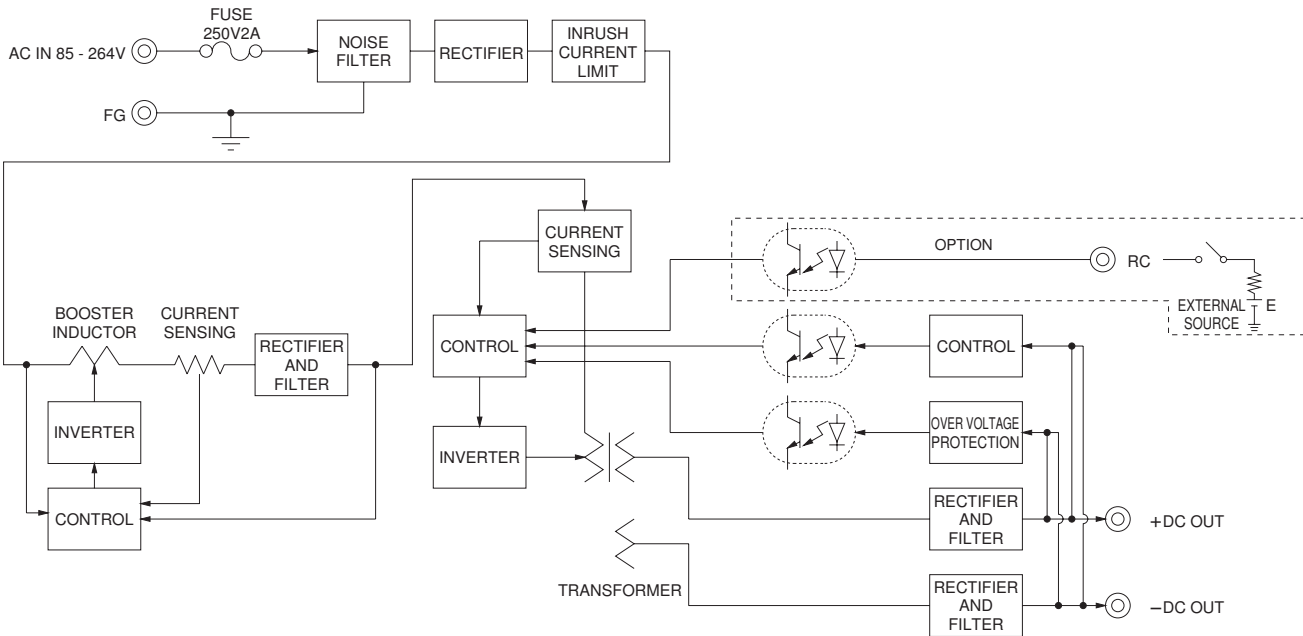 FUSE
250V2A
AC IN 85 - 264V
NOISE
FILTER
RECTIFIER
INRUSH
CURRENT
LIMIT
FG
CURRENT
SENSING
OPTION
RC
EXTERNAL
SOURCE
E
BOOSTER
INDUCTOR
CURRENT
SENSING
RECTIFIER
AND
FILTER
CONTROL
CONTROL
INVERTER
INVERTER
OVER VOLTAGE
PROTECTION
CONTROL
RECTIFIER
AND
FILTER
+DC OUT
TRANSFORMER
RECTIFIER
AND
FILTER
−DC OUT